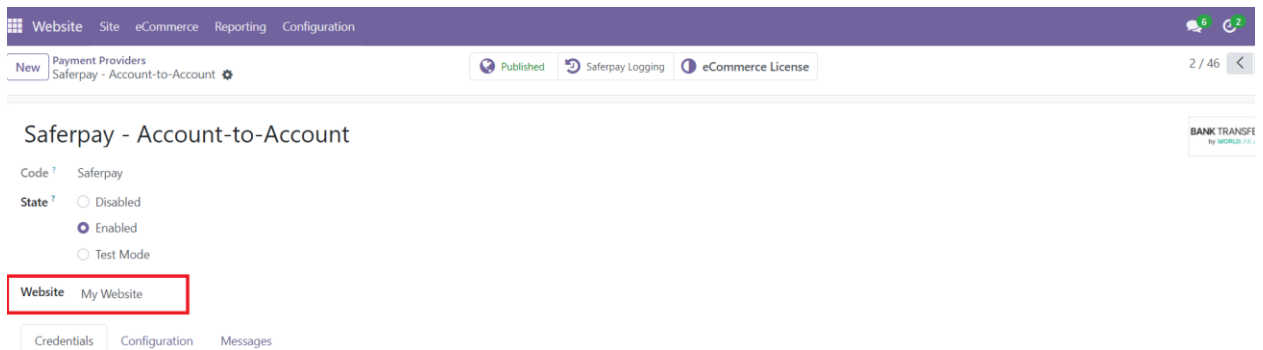 Website Site eCommerce Reporting Configuration 6 2
New Payment Providers Published Saferpay Logging eCommerce License 2 / 46
Saferpay - Account-to-Account
Saferpay - Account-to-Account
BANK TRANSFE
by WORLDLINE
Code ? Saferpay
State ? Disabled
Enabled
Test Mode
Website My Website
Credentials Configuration Messages